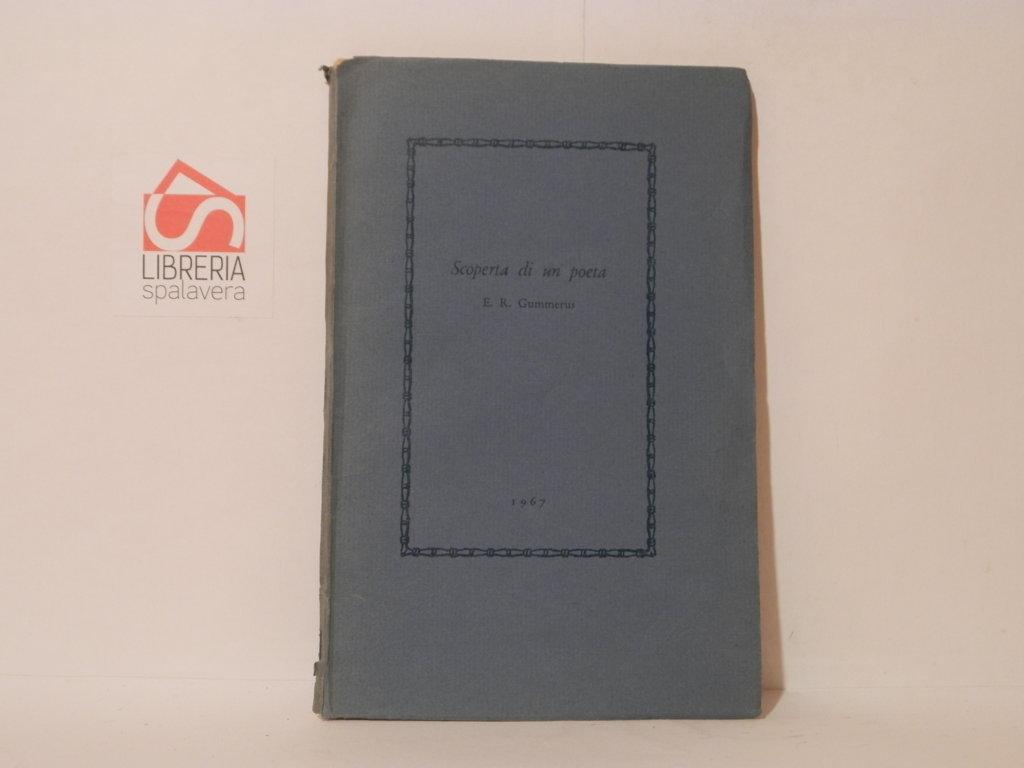 LIBRERIA
spalavera
Scoperta di un poeta
E. R. Gummerus
1967